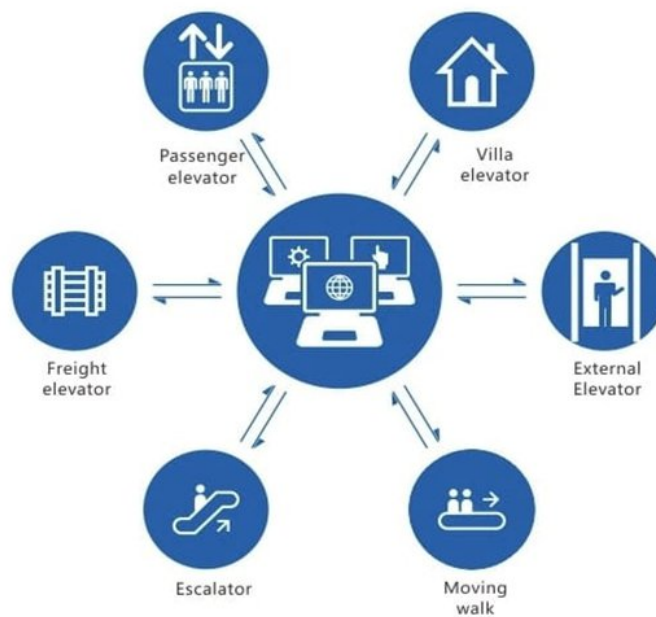 Passenger
elevator
Villa
elevator
Freight
elevator
External
Elevator
Escalator
Moving
walk